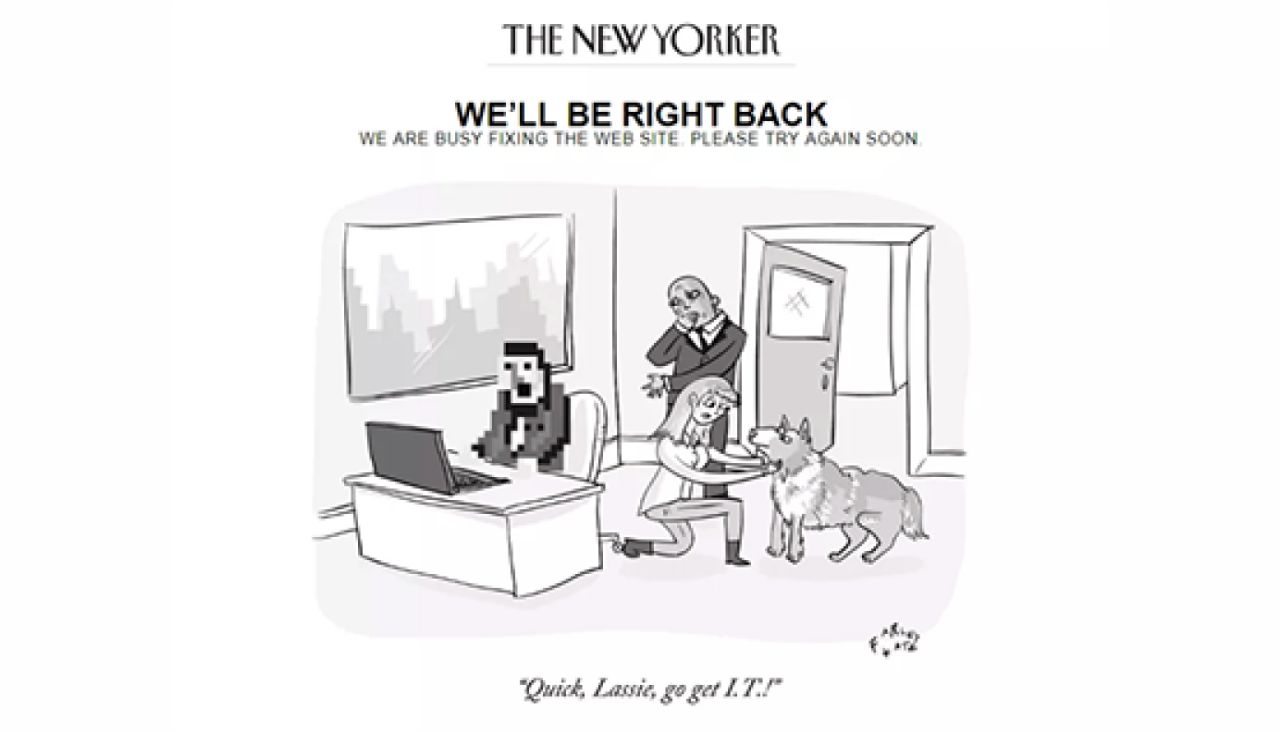 THE NEW YORKER
WE'LL BE RIGHT BACK
WE ARE BUSY FIXING THE WEB SITE. PLEASE TRY AGAIN SOON.
"Quick, Lassie, go get I.T.!"